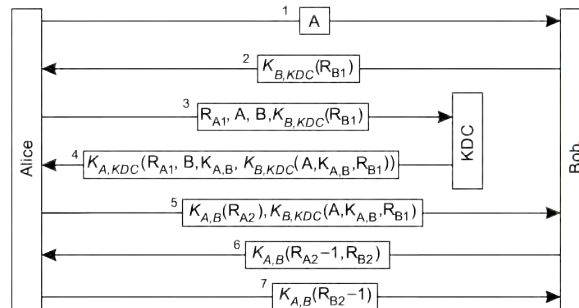 1 A
2 K_{B,KDC}(R_{B1})
3 R_{A1}, A, B,K_{B,KDC}(R_{B1})
4 K_{A,KDC}(R_{A1}, B,K_{A,B}, K_{B,KDC}(A,K_{A,B},R_{B1}))
5 K_{A,B}(R_{A2}),K_{B,KDC}(A,K_{A,B},R_{B1})
6 K_{A,B}(R_{A2}−1,R_{B2})
7 K_{A,B}(R_{B2}−1)
Alice
KDC
Bob